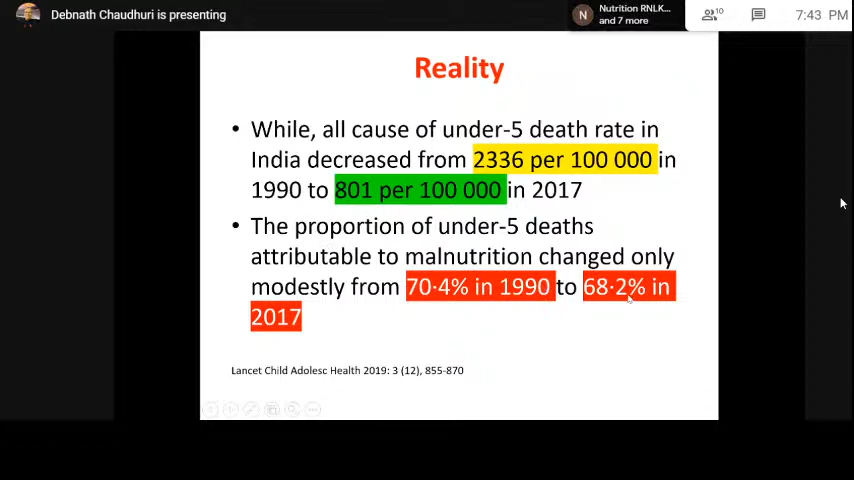 Debnath Chaudhuri is presenting
N
Nutrition RNLK...
and 7 more
10
7:43 PM
Reality
• While, all cause of under-5 death rate in
India decreased from 2336 per 100 000 in
1990 to 801 per 100 000 in 2017
• The proportion of under-5 deaths
attributable to malnutrition changed only
modestly from 70·4% in 1990 to 68·2% in
2017
Lancet Child Adolesc Health 2019: 3 (12), 855-870